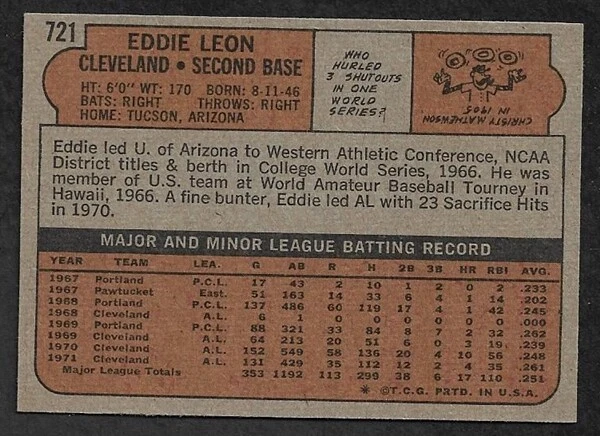 721
EDDIE LEON
CLEVELAND • SECOND BASE
HT: 6'0" WT: 170 BORN: 8-11-46
BATS: RIGHT THROWS: RIGHT
HOME: TUCSON, ARIZONA
WHO
HURLED
3 SHUTOUTS
IN ONE
WORLD
SERIES?
CHRISTY MATHEWSON
IN 1905
Eddie led U. of Arizona to Western Athletic Conference, NCAA
District titles & berth in College World Series, 1966. He was
member of U.S. team at World Amateur Baseball Tourney in
Hawaii, 1966. A fine bunter, Eddie led AL with 23 Sacrifice Hits
in 1970.
MAJOR AND MINOR LEAGUE BATTING RECORD
YEAR TEAM LEA. G AB R H 2B 3B HR RBI AVG.
1967 Portland P.C.L. 17 43 2 10 1 2 0 2 .233
1967 Pawtucket East. 51 163 14 33 6 4 1 14 .202
1968 Portland P.C.L. 137 486 60 119 17 4 1 42 .245
1968 Cleveland A.L. 6 1 0 0 0 0 0 0 .000
1969 Portland P.C.L. 88 321 33 84 8 7 2 32 .262
1969 Cleveland A.L. 64 213 20 51 6 0 3 19 .239
1970 Cleveland A.L. 152 549 58 136 20 4 10 56 .248
1971 Cleveland A.L. 131 429 35 112 12 2 4 35 .261
Major League Totals 353 1192 113 299 38 6 17 110 .251
* ©T.C.G. PRTD. IN U.S.A.